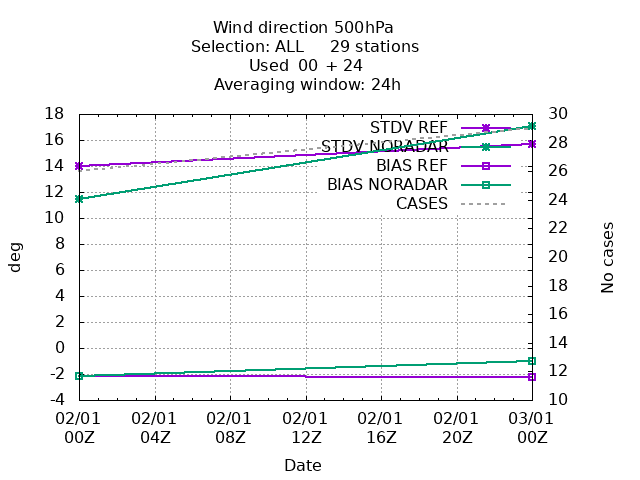 Wind direction 500hPa
Selection: ALL     29 stations
Used  00 + 24
Averaging window: 24h
STDV REF
STDV NORADAR
BIAS REF
BIAS NORADAR
CASES
deg
18
16
14
12
10
8
6
4
2
0
-2
-4
No cases
30
28
26
24
22
20
18
16
14
12
10
02/01 02/01 02/01 02/01 02/01 02/01 03/01
00Z 04Z 08Z 12Z 16Z 20Z 00Z
Date